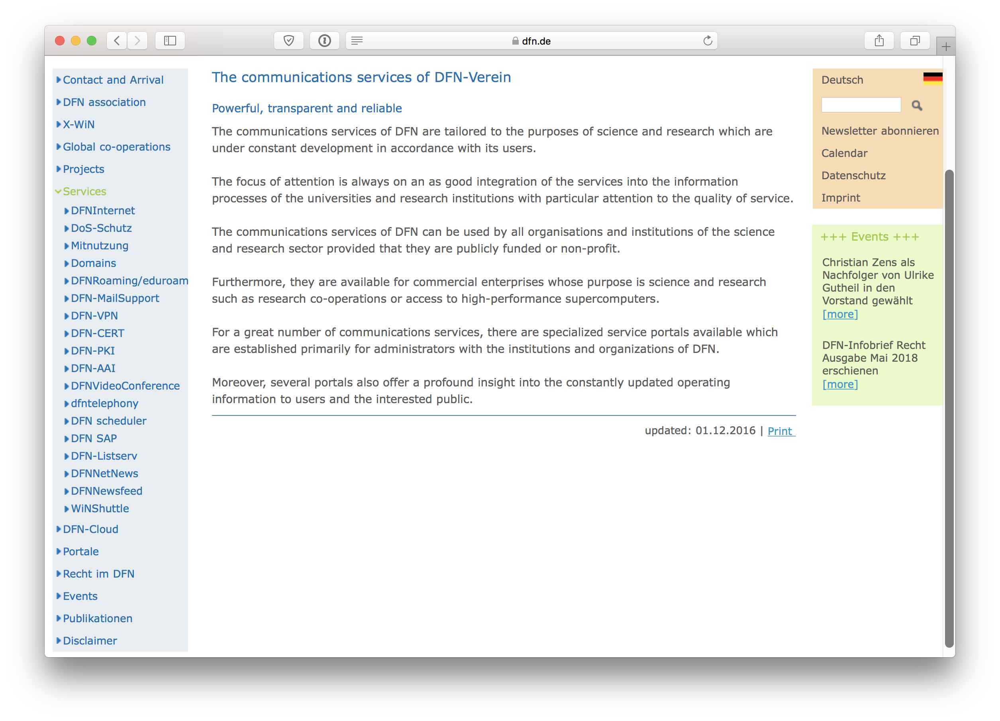 dfn.de
Contact and Arrival
DFN association
X-WiN
Global co-operations
Projects
Services
DFNInternet
DoS-Schutz
Mitnutzung
Domains
DFNRoaming/eduroam
DFN-MailSupport
DFN-VPN
DFN-CERT
DFN-PKI
DFN-AAI
DFNVideoConference
dfntelephony
DFN scheduler
DFN SAP
DFN-Listserv
DFNNetNews
DFNNewsfeed
WiNShuttle
DFN-Cloud
Portale
Recht im DFN
Events
Publikationen
Disclaimer
The communications services of DFN-Verein
Powerful, transparent and reliable
The communications services of DFN are tailored to the purposes of science and research which are
under constant development in accordance with its users.
The focus of attention is always on an as good integration of the services into the information
processes of the universities and research institutions with particular attention to the quality of service.
The communications services of DFN can be used by all organisations and institutions of the science
and research sector provided that they are publicly funded or non-profit.
Furthermore, they are available for commercial enterprises whose purpose is science and research
such as research co-operations or access to high-performance supercomputers.
For a great number of communications services, there are specialized service portals available which
are established primarily for administrators with the institutions and organizations of DFN.
Moreover, several portals also offer a profound insight into the constantly updated operating
information to users and the interested public.
updated: 01.12.2016 | Print
Deutsch
Newsletter abonnieren
Calendar
Datenschutz
Imprint
+++ Events +++
Christian Zens als
Nachfolger von Ulrike
Gutheil in den
Vorstand gewählt
[more]
DFN-Infobrief Recht
Ausgabe Mai 2018
erschienen
[more]